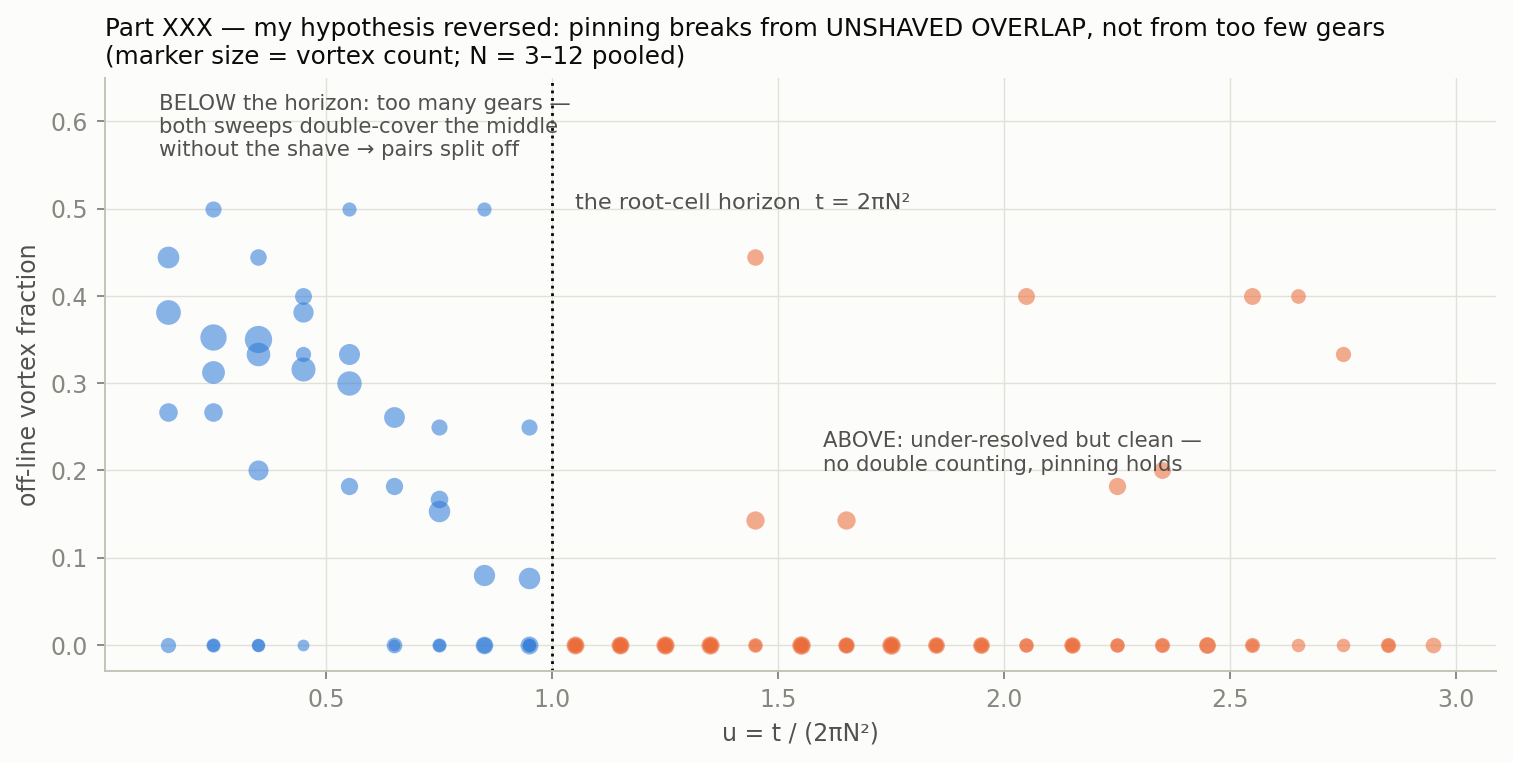 Part XXX — my hypothesis reversed: pinning breaks from UNSHAVED OVERLAP, not from too few gears
(marker size = vortex count; N = 3–12 pooled)
BELOW the horizon: too many gears —
both sweeps double-cover the middle
without the shave → pairs split off
the root-cell horizon  t = 2πN²
ABOVE: under-resolved but clean —
no double counting, pinning holds
off-line vortex fraction
0.6
0.5
0.4
0.3
0.2
0.1
0.0
0.5
1.0
1.5
2.0
2.5
3.0
u = t / (2πN²)